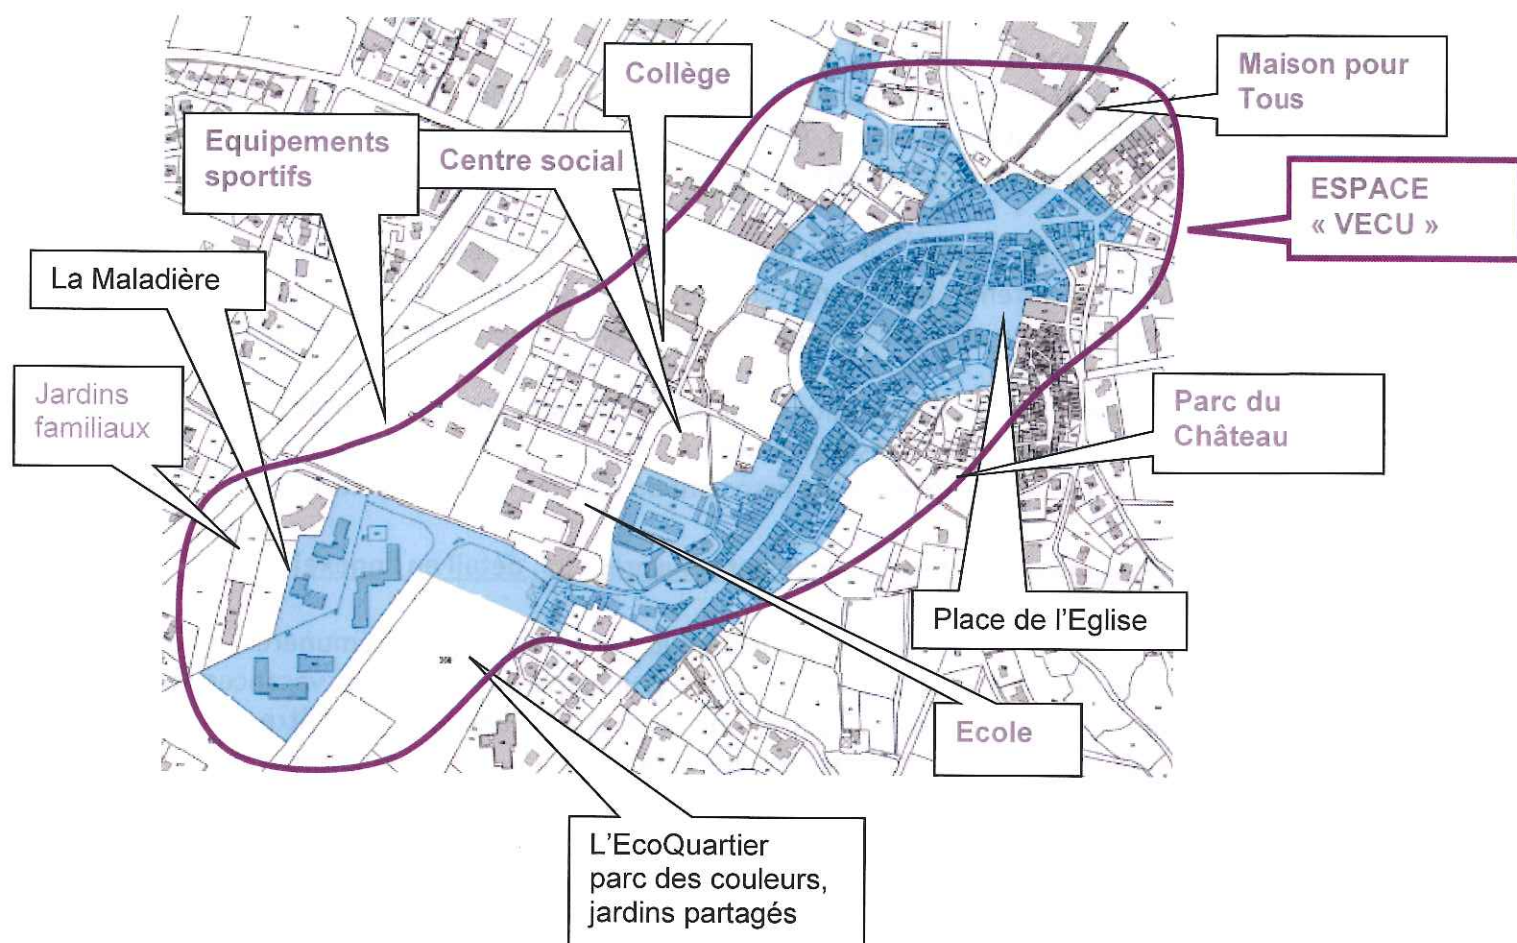 Collège
Maison pour
Tous
Equipements
sportifs
Centre social
ESPACE
« VECU »
La Maladière
Jardins
familiaux
Parc du
Château
Place de l'Eglise
Ecole
L'EcoQuartier
parc des couleurs,
jardins partagés